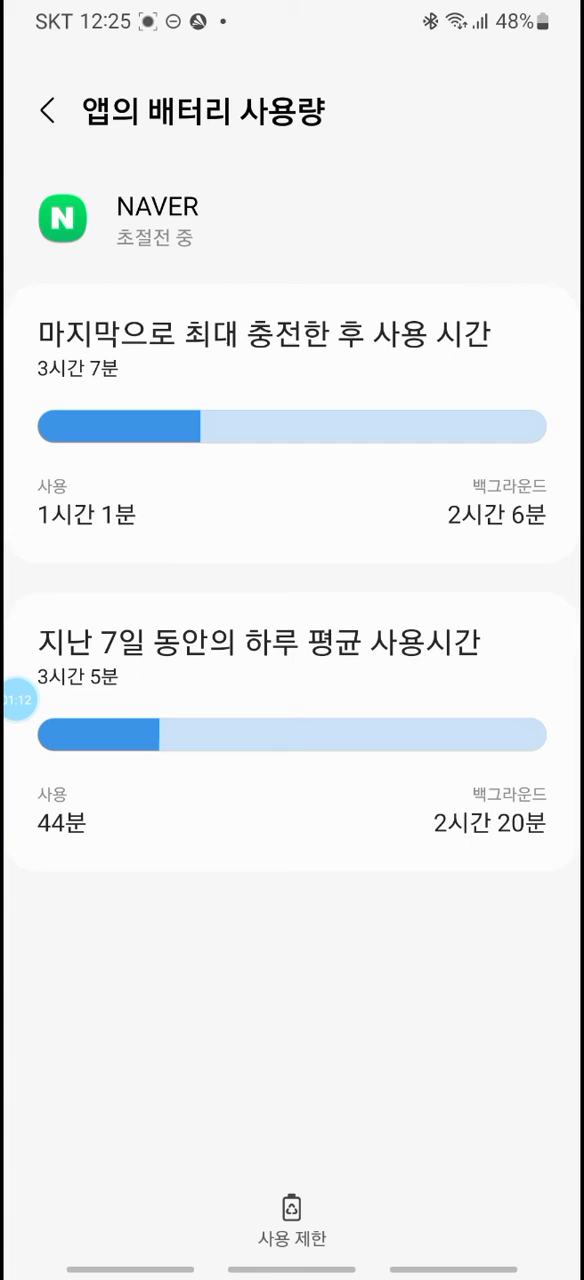 SKT 12:25 48%
앱의 배터리 사용량
N
NAVER
초절전 중
마지막으로 최대 충전한 후 사용 시간
3시간 7분
사용 백그라운드
1시간 1분 2시간 6분
지난 7일 동안의 하루 평균 사용시간
3시간 5분
01:12
사용 백그라운드
44분 2시간 20분
사용 제한